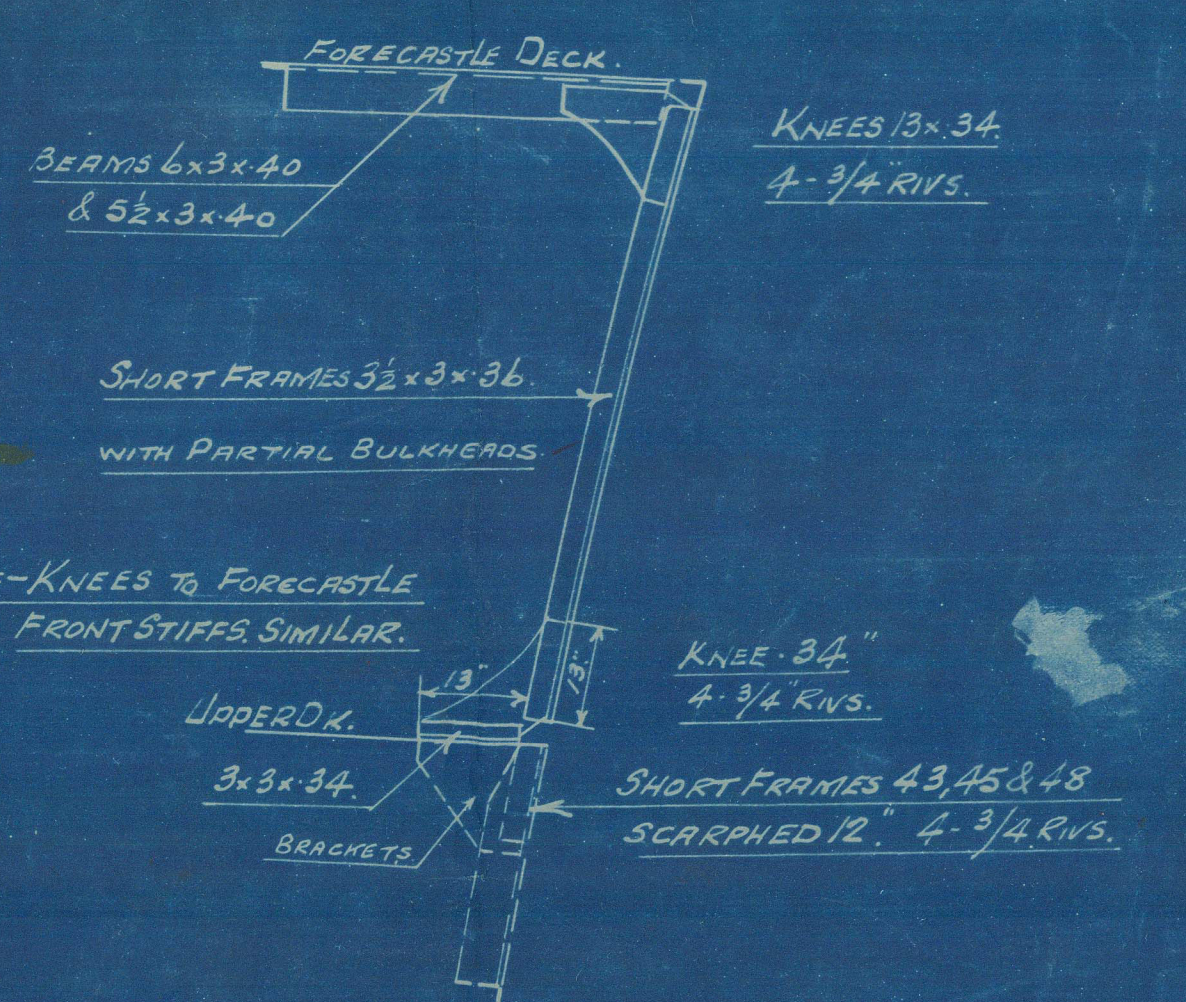 FORECASTLE DECK.
KNEES 13 x .34.
4 - 3/4" RIVS.
BEAMS 6 x 3 x .40
& 5½ x 3 x .40
SHORT FRAMES 3½ x 3 x .36.
WITH PARTIAL BULKHEADS.
-KNEES TO FORECASTLE
FRONT STIFFS. SIMILAR.
13"
13"
KNEE .34"
4 - 3/4" RIVS.
UPPER DK.
3 x 3 x .34.
BRACKETS
SHORT FRAMES 43, 45 & 48
SCARPHED 12". 4 - 3/4 RIVS.